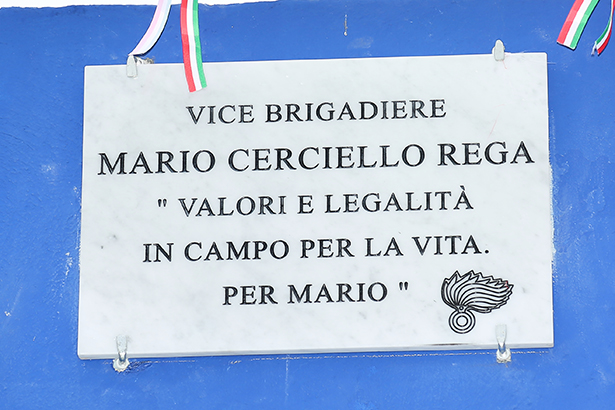 VICE BRIGADIERE
MARIO CERCIELLO REGA
" VALORI E LEGALITÀ
IN CAMPO PER LA VITA.
PER MARIO "